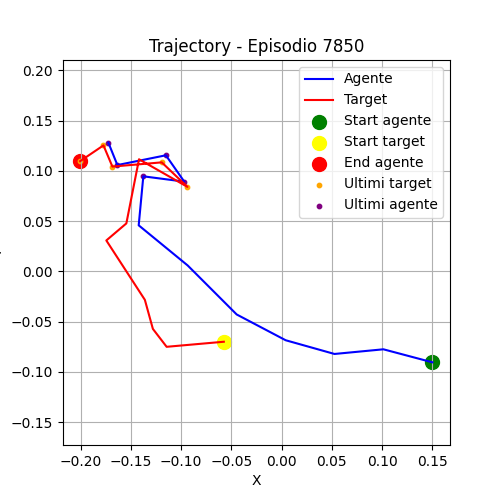 Trajectory - Episodio 7850
Agente
Target
Start agente
Start target
End agente
Ultimi target
Ultimi agente
0.20
0.15
0.10
0.05
0.00
−0.05
−0.10
−0.15
−0.20 −0.15 −0.10 −0.05 0.00 0.05 0.10 0.15
X